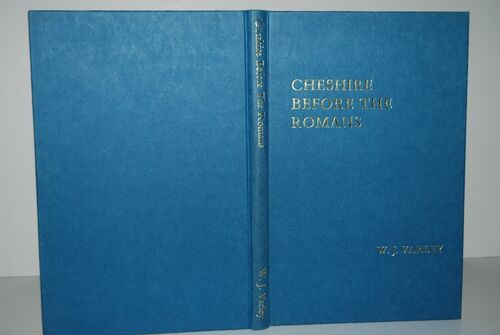 Cheshire Before The Romans
W. J. Varley
CHESHIRE
BEFORE THE
ROMANS
W. J. VARLEY